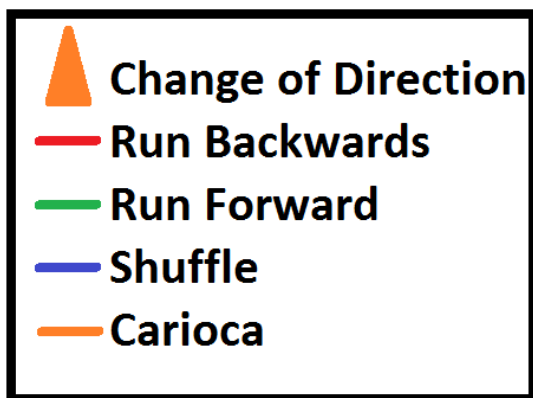 Change of Direction
Run Backwards
Run Forward
Shuffle
Carioca